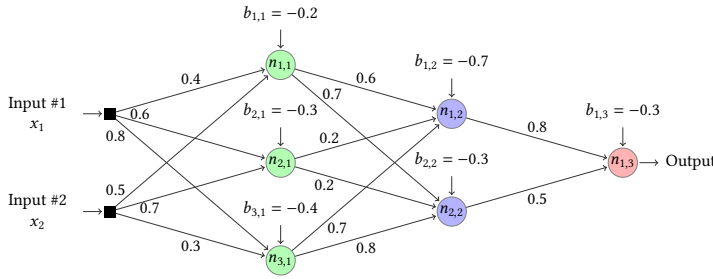 b₁,₁ = −0.2
n₁,₁
b₁,₂ = −0.7
0.4
0.6
Input #1
x₁
0.6
0.7
b₂,₁ = −0.3
n₁,₂
b₁,₃ = −0.3
0.8
0.2
0.8
n₂,₁
n₁,₃
Output
b₂,₂ = −0.3
0.5
0.2
Input #2
x₂
0.7
b₃,₁ = −0.4
n₂,₂
0.5
0.3
0.7
0.8
n₃,₁